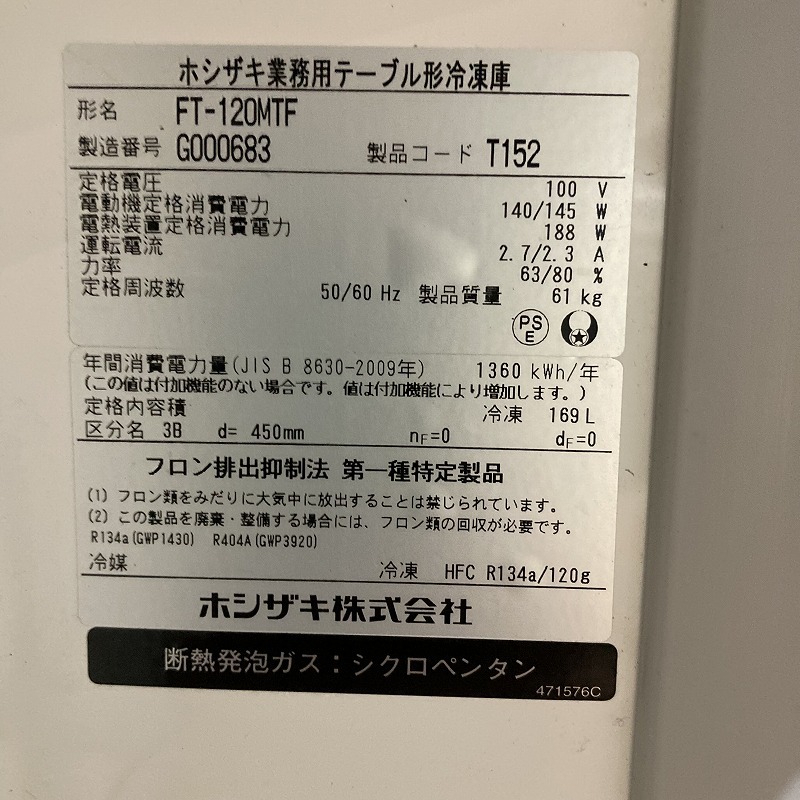 ホシザキ業務用テーブル形冷凍庫
形名 FT-120MTF
製造番号 G000683 製品コード T152
定格電圧 100 V
電動機定格消費電力 140/145 W
電熱装置定格消費電力 188 W
運転電流 2.7/2.3 A
力率 63/80 %
定格周波数 50/60 Hz 製品質量 61 kg
PS
E
年間消費電力量(JIS B 8630-2009年) 1360 kWh/年
(この値は付加機能のない場合です。値は付加機能により増加します。)
定格内容積 冷凍 169 L
区分名 3B d= 450mm nF=0 dF=0
フロン排出抑制法 第一種特定製品
(1) フロン類をみだりに大気中に放出することは禁じられています。
(2) この製品を廃棄・整備する場合には、フロン類の回収が必要です。
R134a(GWP1430) R404A(GWP3920)
冷媒 冷凍 HFC R134a/120g
ホシザキ株式会社
断熱発泡ガス：シクロペンタン
471576C